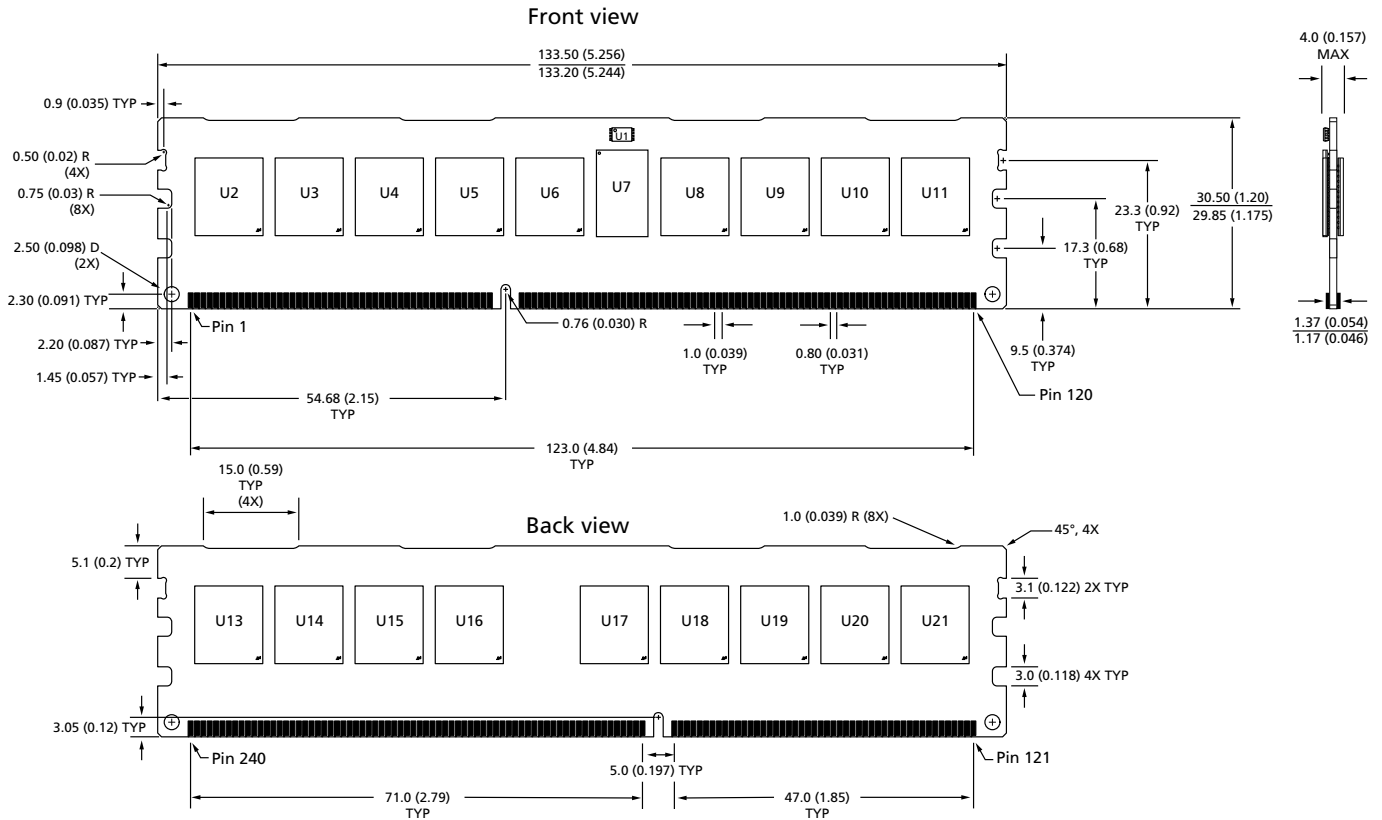 Front view
133.50 (5.256)
133.20 (5.244)
4.0 (0.157)
MAX
0.9 (0.035) TYP
0.50 (0.02) R
(4X)
0.75 (0.03) R
(8X)
2.50 (0.098) D
(2X)
2.30 (0.091) TYP
2.20 (0.087) TYP
1.45 (0.057) TYP
U1
U2
U3
U4
U5
U6
U7
U8
U9
U10
U11
Pin 1
0.76 (0.030) R
1.0 (0.039)
TYP
0.80 (0.031)
TYP
23.3 (0.92)
TYP
17.3 (0.68)
TYP
30.50 (1.20)
29.85 (1.175)
9.5 (0.374)
TYP
1.37 (0.054)
1.17 (0.046)
Pin 120
54.68 (2.15)
TYP
123.0 (4.84)
TYP
15.0 (0.59)
TYP
(4X)
Back view
1.0 (0.039) R (8X)
45°, 4X
5.1 (0.2) TYP
3.1 (0.122) 2X TYP
U13
U14
U15
U16
U17
U18
U19
U20
U21
3.0 (0.118) 4X TYP
3.05 (0.12) TYP
Pin 240
5.0 (0.197) TYP
Pin 121
71.0 (2.79)
TYP
47.0 (1.85)
TYP